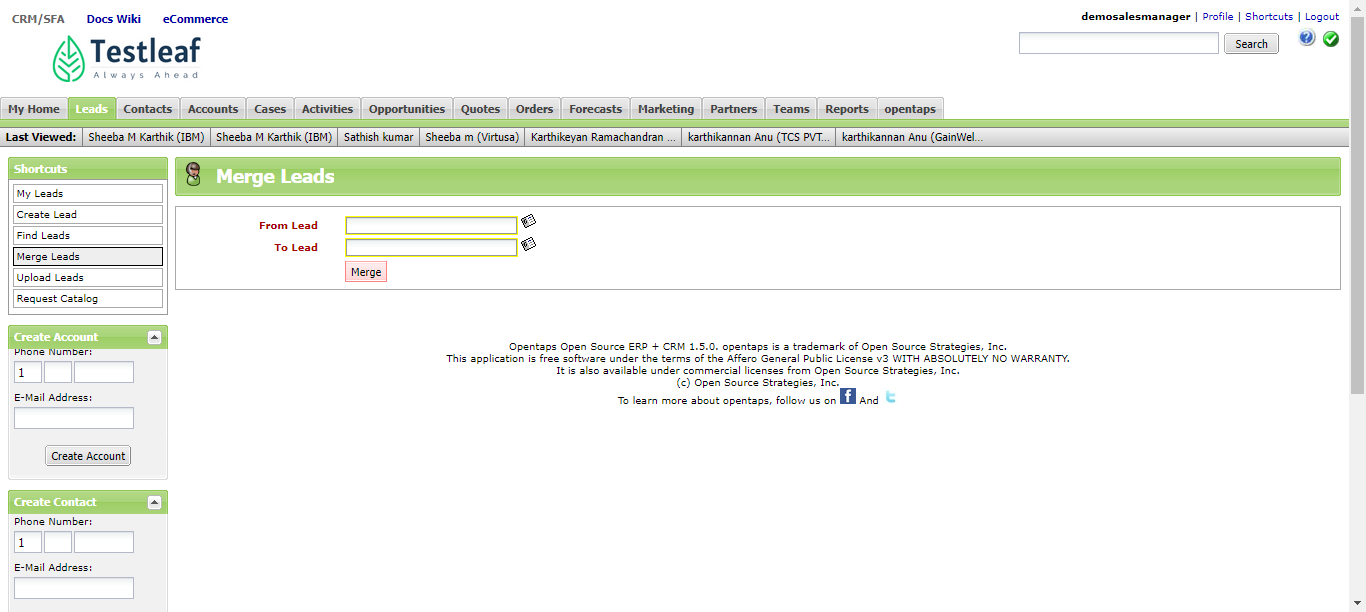 CRM/SFA Docs Wiki eCommerce
demosalesmanager | Profile | Shortcuts | Logout
Testleaf
Always Ahead
Search
My Home Leads Contacts Accounts Cases Activities Opportunities Quotes Orders Forecasts Marketing Partners Teams Reports opentaps
Last Viewed: Sheeba M Karthik (IBM) Sheeba M Karthik (IBM) Sathish kumar Sheeba m (Virtusa) Karthikeyan Ramachandran ... karthikannan Anu (TCS PVT... karthikannan Anu (GainWel...
Shortcuts
My Leads
Create Lead
Find Leads
Merge Leads
Upload Leads
Request Catalog
Create Account
Phone Number:
1
E-Mail Address:
Create Account
Create Contact
Phone Number:
1
E-Mail Address:
Merge Leads
From Lead
To Lead
Merge
Opentaps Open Source ERP + CRM 1.5.0. opentaps is a trademark of Open Source Strategies, Inc.
This application is free software under the terms of the Affero General Public License v3 WITH ABSOLUTELY NO WARRANTY.
It is also available under commercial licenses from Open Source Strategies, Inc.
(c) Open Source Strategies, Inc.
To learn more about opentaps, follow us on f And t